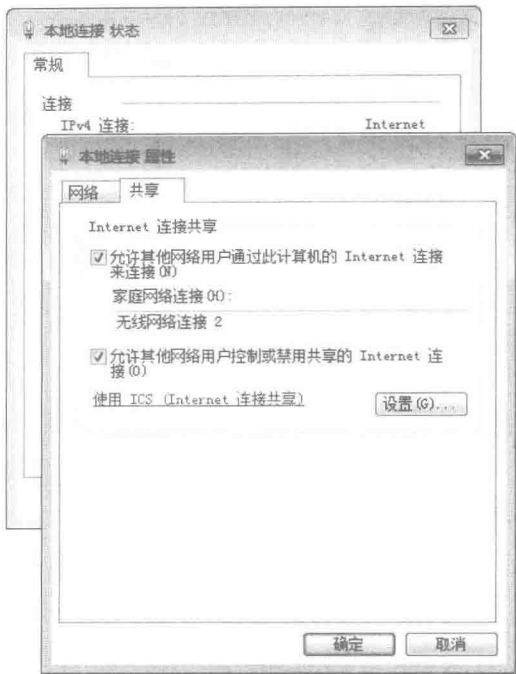 本地连接 状态
常规
连接
IPv4 连接:
Internet
本地连接 属性
网络
共享
Internet 连接共享
允许其他网络用户通过此计算机的 Internet 连接
来连接(N)
家庭网络连接(H):
无线网络连接 2
允许其他网络用户控制或禁用共享的 Internet 连
接(O)
使用 ICS (Internet 连接共享)
设置(G)...
确定
取消